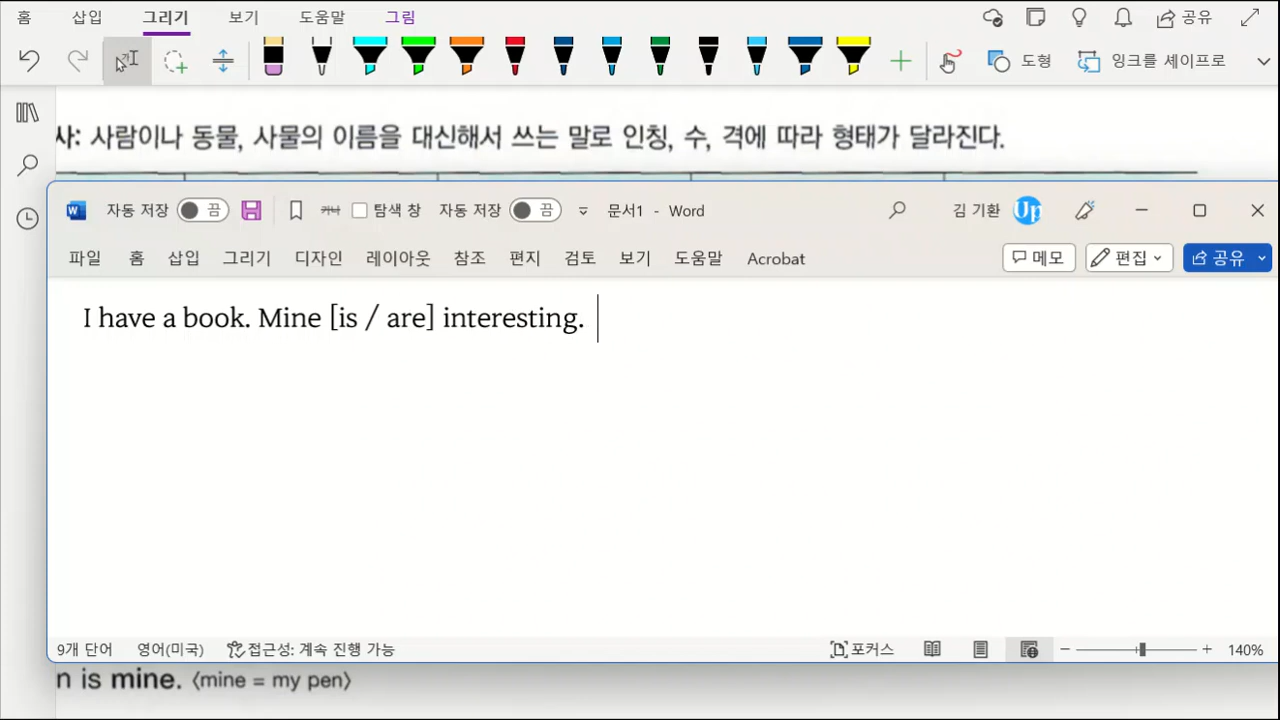 홈 삽입 그리기 보기 도움말 그림
공유
도형 잉크를 셰이프로
사: 사람이나 동물, 사물의 이름을 대신해서 쓰는 말로 인칭, 수, 격에 따라 형태가 달라진다.
자동 저장 끔 가나 탐색 창 자동 저장 끔 문서1 - Word 김 기환 Up
파일 홈 삽입 그리기 디자인 레이아웃 참조 편지 검토 보기 도움말 Acrobat 메모 편집 공유
I have a book. Mine [is / are] interesting.
9개 단어 영어(미국) 접근성: 계속 진행 가능 포커스 140%
n is mine. 〈mine = my pen〉